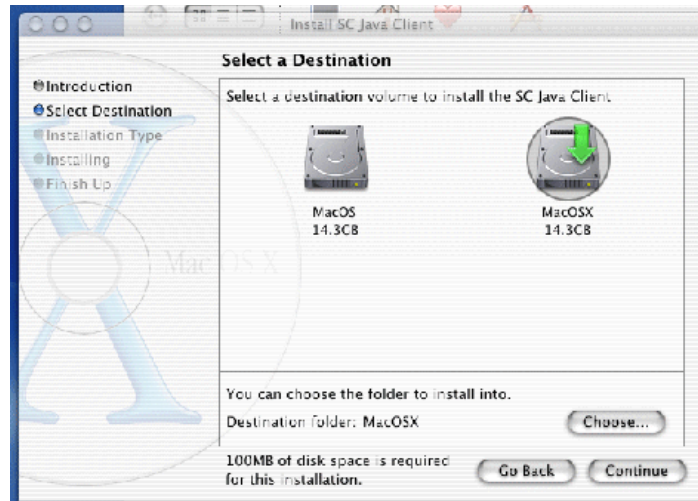 Install SC Java Client
Select a Destination
Introduction
Select Destination
Installation Type
Installing
Finish Up
Select a destination volume to install the SC Java Client
MacOS
14.3GB
MacOSX
14.3GB
Mac OS X
You can choose the folder to install into.
Destination folder: MacOSX
Choose...
100MB of disk space is required
for this installation.
Go Back
Continue